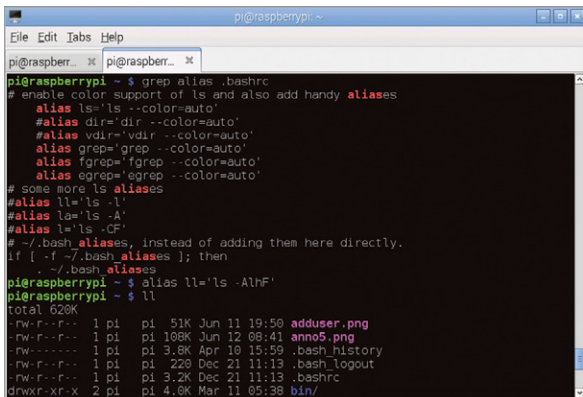 pi@raspberrypi: ~
File Edit Tabs Help
pi@raspberr... pi@raspberr...
pi@raspberrypi ~ $ grep alias .bashrc
# enable color support of ls and also add handy aliases
    alias ls='ls --color=auto'
    #alias dir='dir --color=auto'
    #alias vdir='vdir --color=auto'
    alias grep='grep --color=auto'
    alias fgrep='fgrep --color=auto'
    alias egrep='egrep --color=auto'
# some more ls aliases
#alias ll='ls -l'
#alias la='ls -A'
#alias l='ls -CF'
# ~/.bash_aliases, instead of adding them here directly.
if [ -f ~/.bash_aliases ]; then
    . ~/.bash_aliases
pi@raspberrypi ~ $ alias ll='ls -AlhF'
pi@raspberrypi ~ $ ll
total 620K
-rw-r--r-- 1 pi pi 51K Jun 11 19:50 adduser.png
-rw-r--r-- 1 pi pi 108K Jun 12 08:41 anno5.png
-rw------- 1 pi pi 3.8K Apr 10 15:59 .bash_history
-rw-r--r-- 1 pi pi 220 Dec 21 11:13 .bash_logout
-rw-r--r-- 1 pi pi 3.2K Dec 21 11:13 .bashrc
drwxr-xr-x 2 pi pi 4.0K Mar 11 05:38 bin/